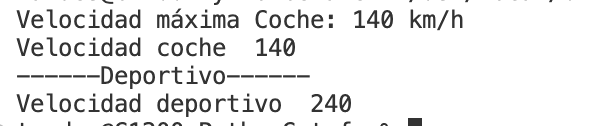 Velocidad máxima Coche: 140 km/h
Velocidad coche  140
------Deportivo------
Velocidad deportivo  240